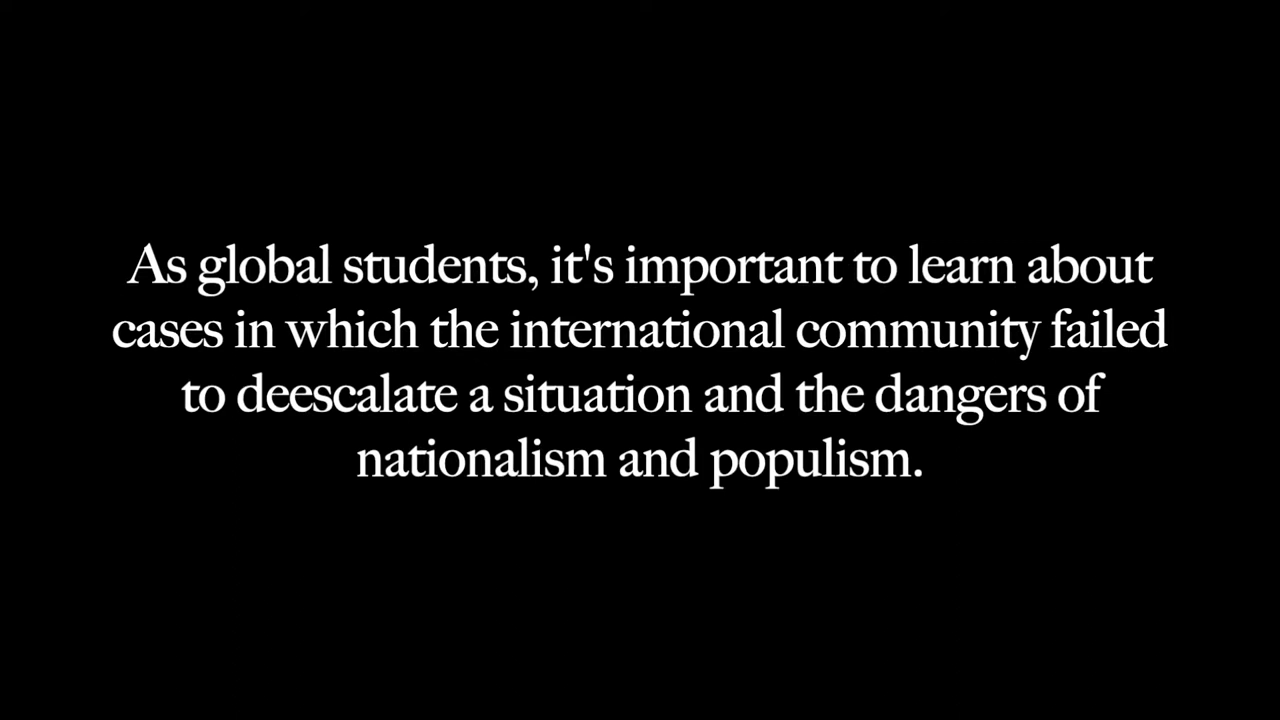 As global students, it's important to learn about
cases in which the international community failed
to deescalate a situation and the dangers of
nationalism and populism.